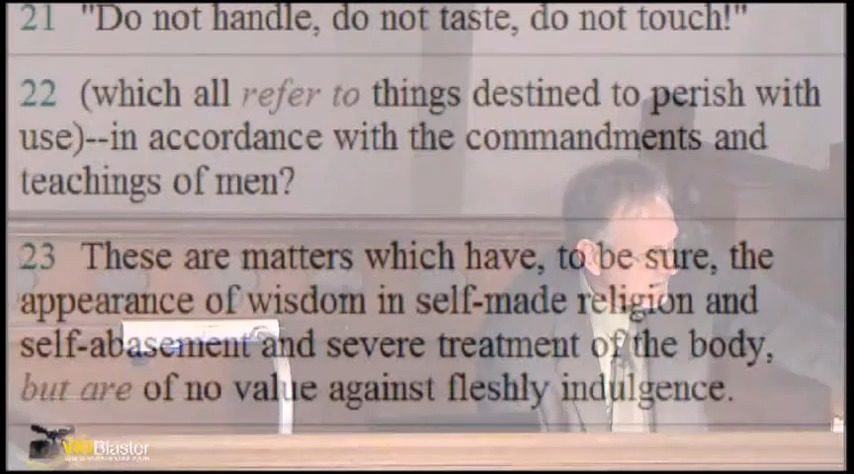 21 "Do not handle, do not taste, do not touch!"
22 (which all refer to things destined to perish with
use)--in accordance with the commandments and
teachings of men?
23 These are matters which have, to be sure, the
appearance of wisdom in self-made religion and
self-abasement and severe treatment of the body,
but are of no value against fleshly indulgence.
VidBlaster